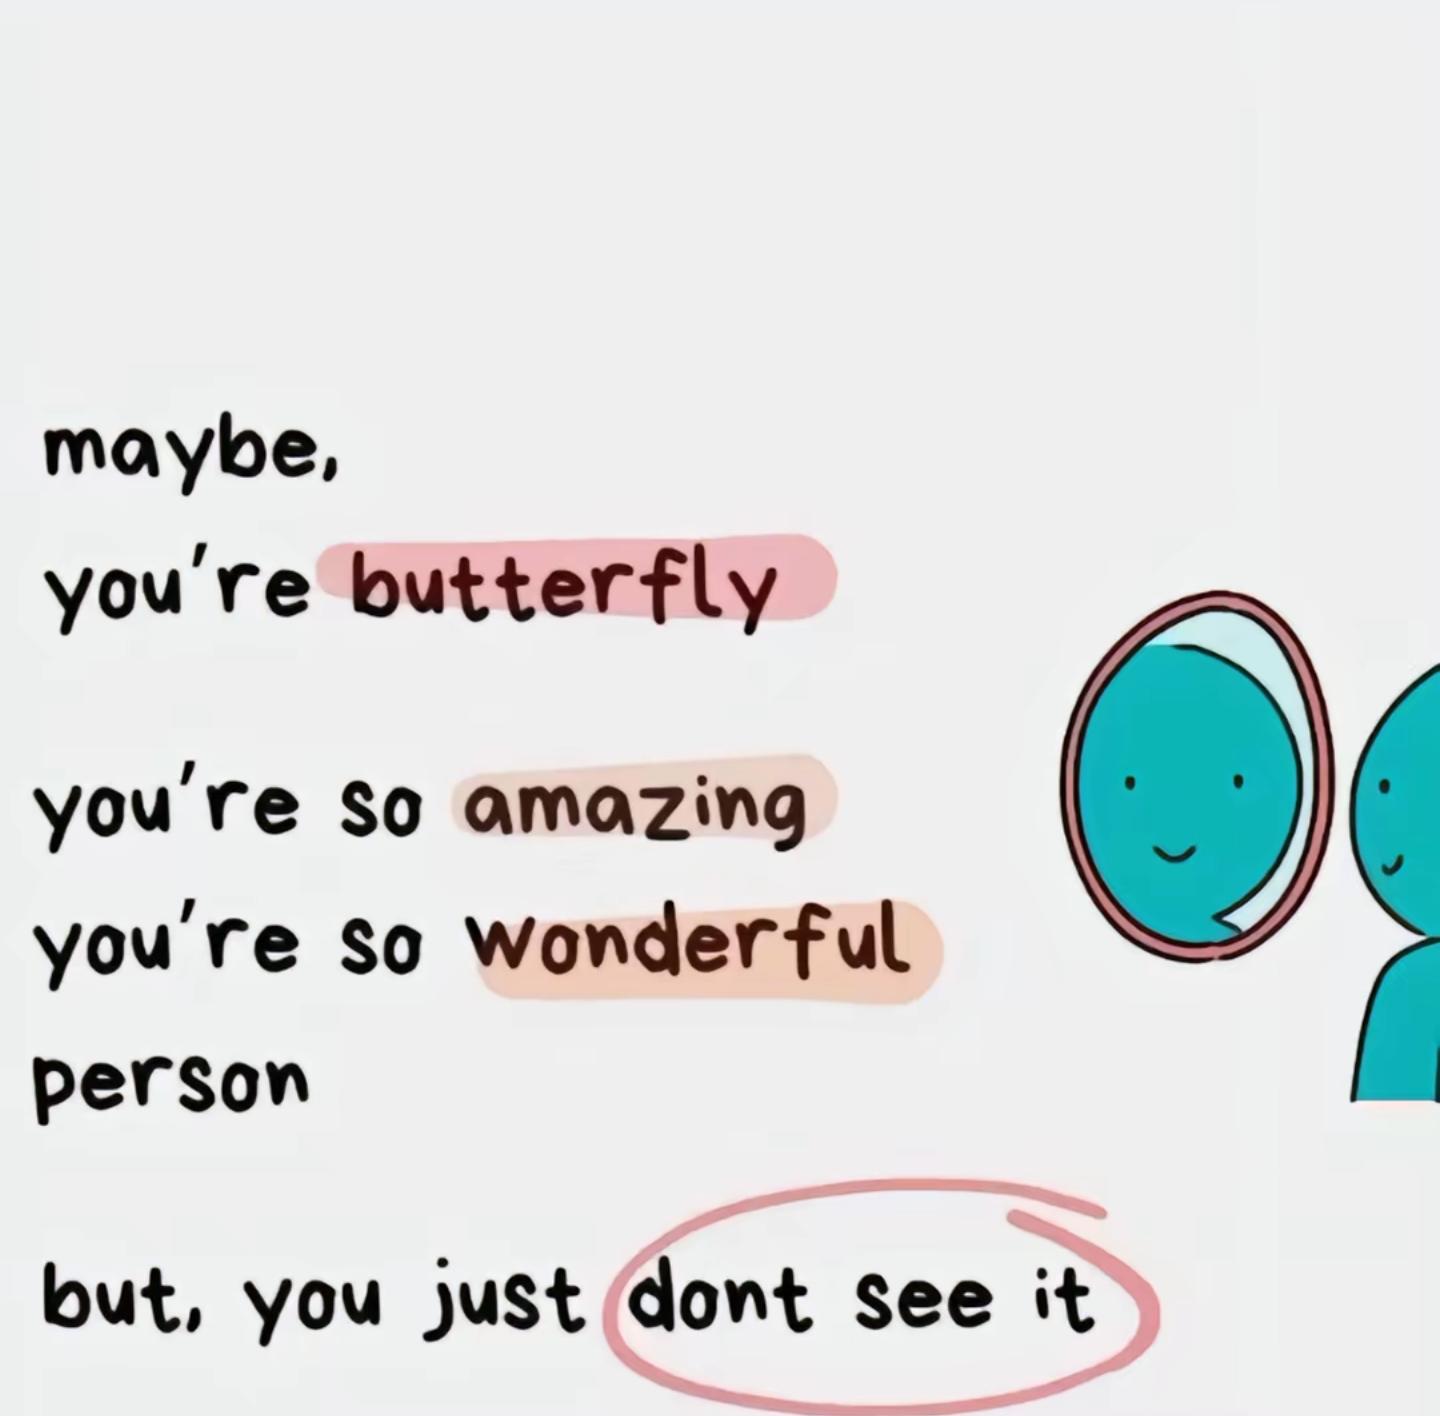 maybe,
you're butterfly
you're so amazing
you're so wonderful
person
but, you just dont see it